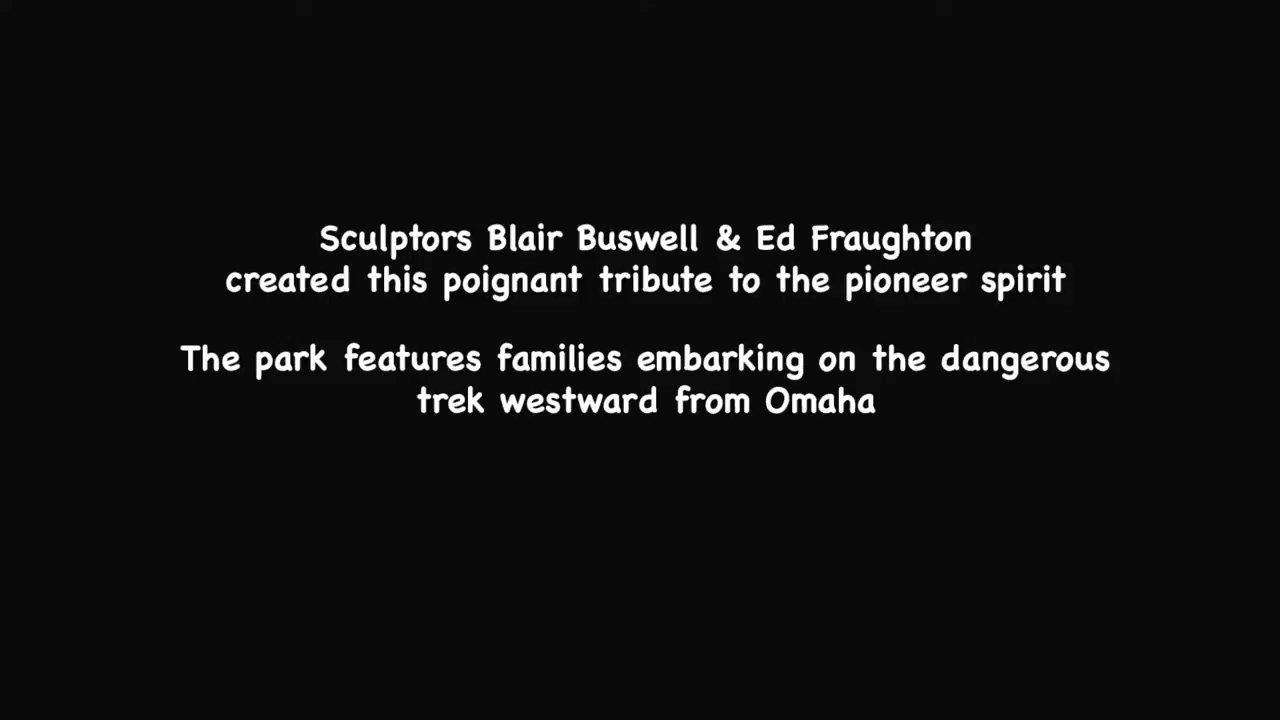 Sculptors Blair Buswell & Ed Fraughton
created this poignant tribute to the pioneer spirit
The park features families embarking on the dangerous
trek westward from Omaha